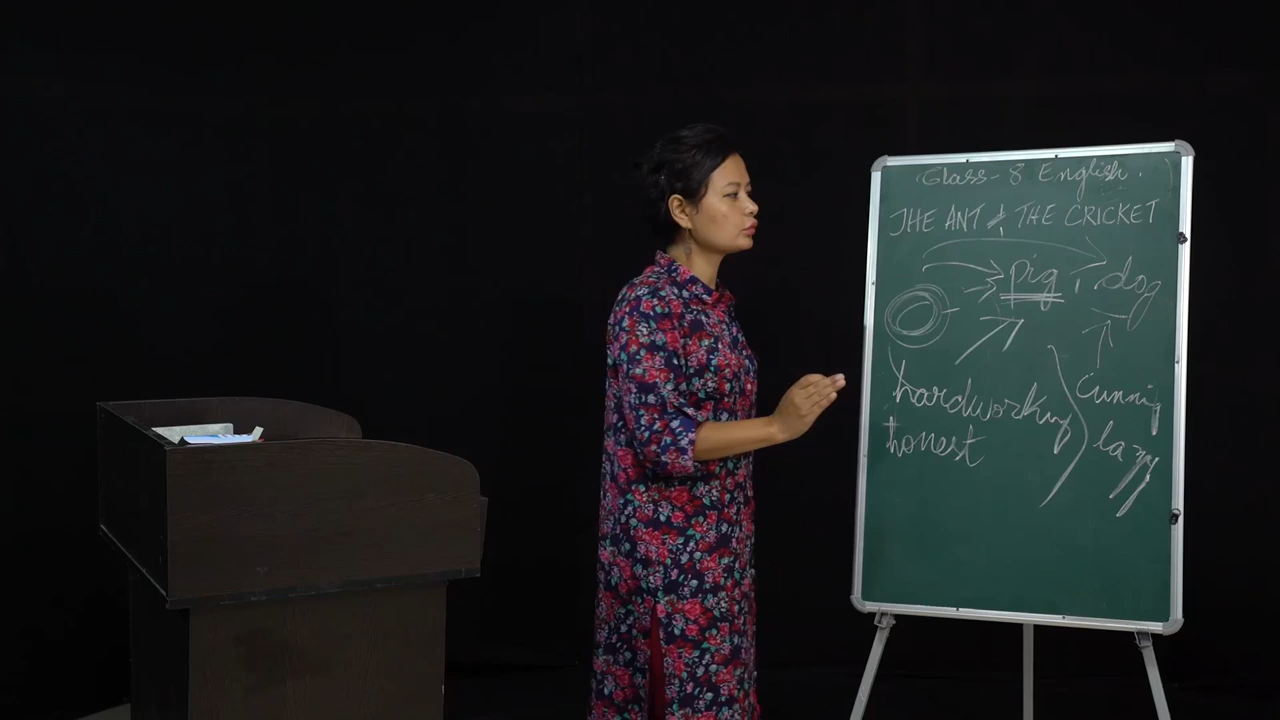 Class - 8 English.
THE ANT & THE CRICKET
pig, dog
hardworking
honest
Cunning
lazy